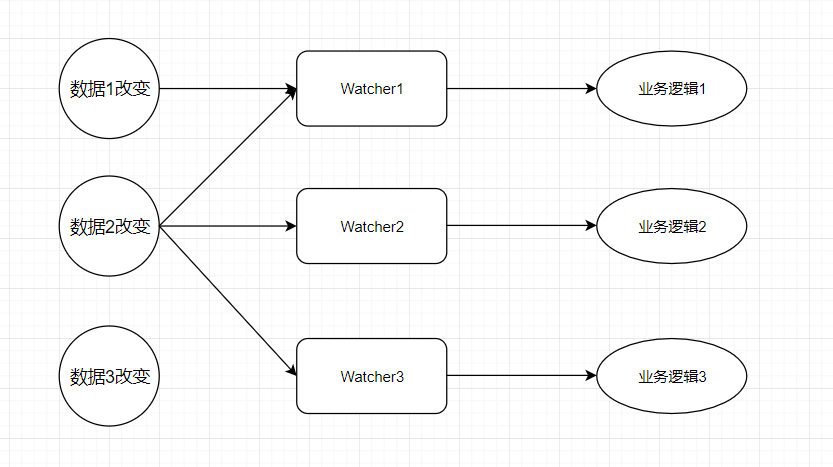 数据1改变
Watcher1
业务逻辑1
数据2改变
Watcher2
业务逻辑2
数据3改变
Watcher3
业务逻辑3